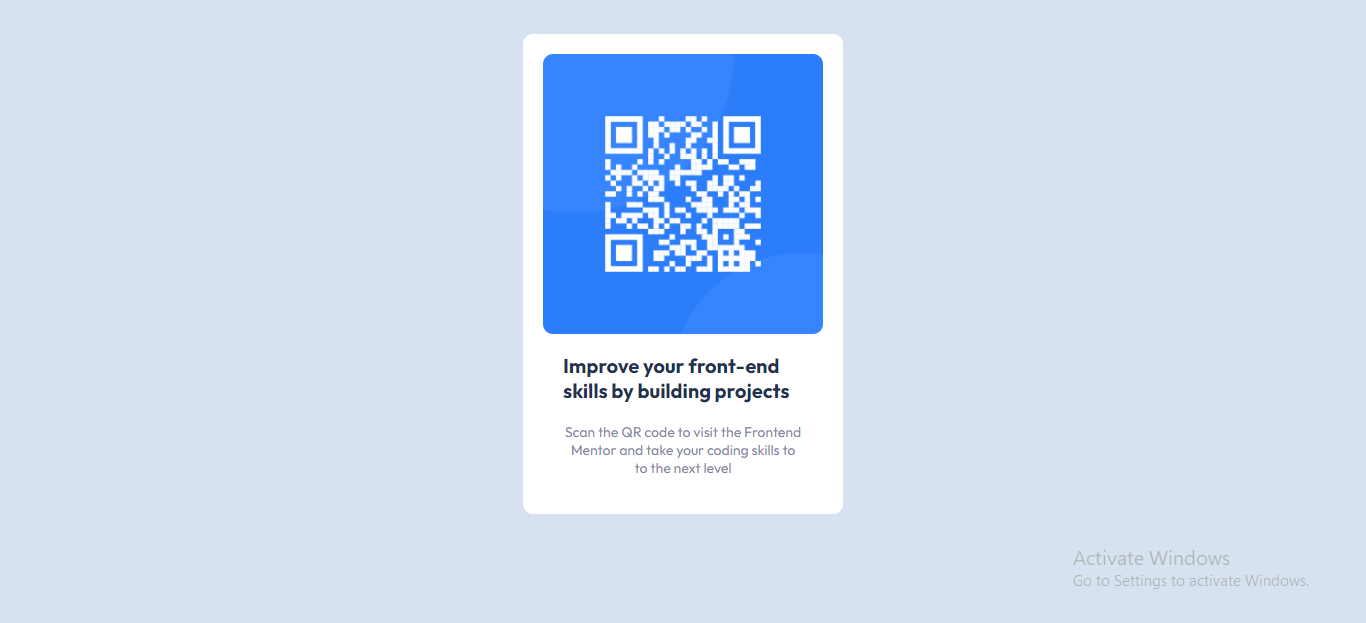 Improve your front-end
skills by building projects
Scan the QR code to visit the Frontend
Mentor and take your coding skills to
to the next level
Activate Windows
Go to Settings to activate Windows.